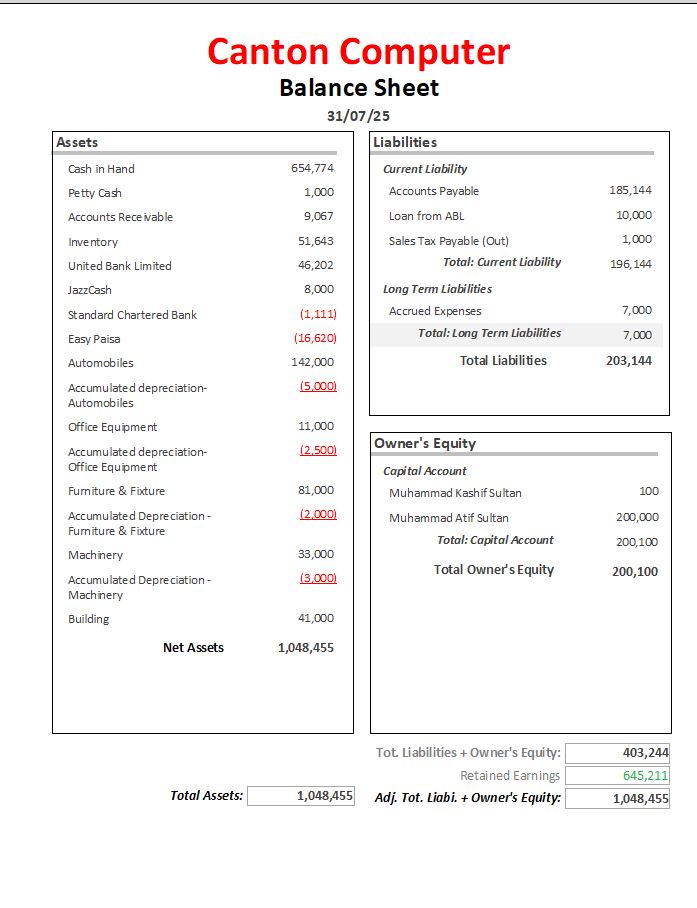 Canton Computer
Balance Sheet
31/07/25
Assets
Cash in Hand 654,774
Petty Cash 1,000
Accounts Receivable 9,067
Inventory 51,643
United Bank Limited 46,202
JazzCash 8,000
Standard Chartered Bank (1,111)
Easy Paisa (16,620)
Automobiles 142,000
Accumulated depreciation- (5,000)
Automobiles
Office Equipment 11,000
Accumulated depreciation- (2,500)
Office Equipment
Furniture & Fixture 81,000
Accumulated Depreciation - (2,000)
Furniture & Fixture
Machinery 33,000
Accumulated Depreciation - (3,000)
Machinery
Building 41,000
Net Assets 1,048,455
Liabilities
Current Liability
Accounts Payable 185,144
Loan from ABL 10,000
Sales Tax Payable (Out) 1,000
Total: Current Liability 196,144
Long Term Liabilities
Accrued Expenses 7,000
Total: Long Term Liabilities 7,000
Total Liabilities 203,144
Owner's Equity
Capital Account
Muhammad Kashif Sultan 100
Muhammad Atif Sultan 200,000
Total: Capital Account 200,100
Total Owner's Equity 200,100
Tot. Liabilities + Owner's Equity: 403,244
Retained Earnings 645,211
Total Assets: 1,048,455
Adj. Tot. Liabi. + Owner's Equity: 1,048,455